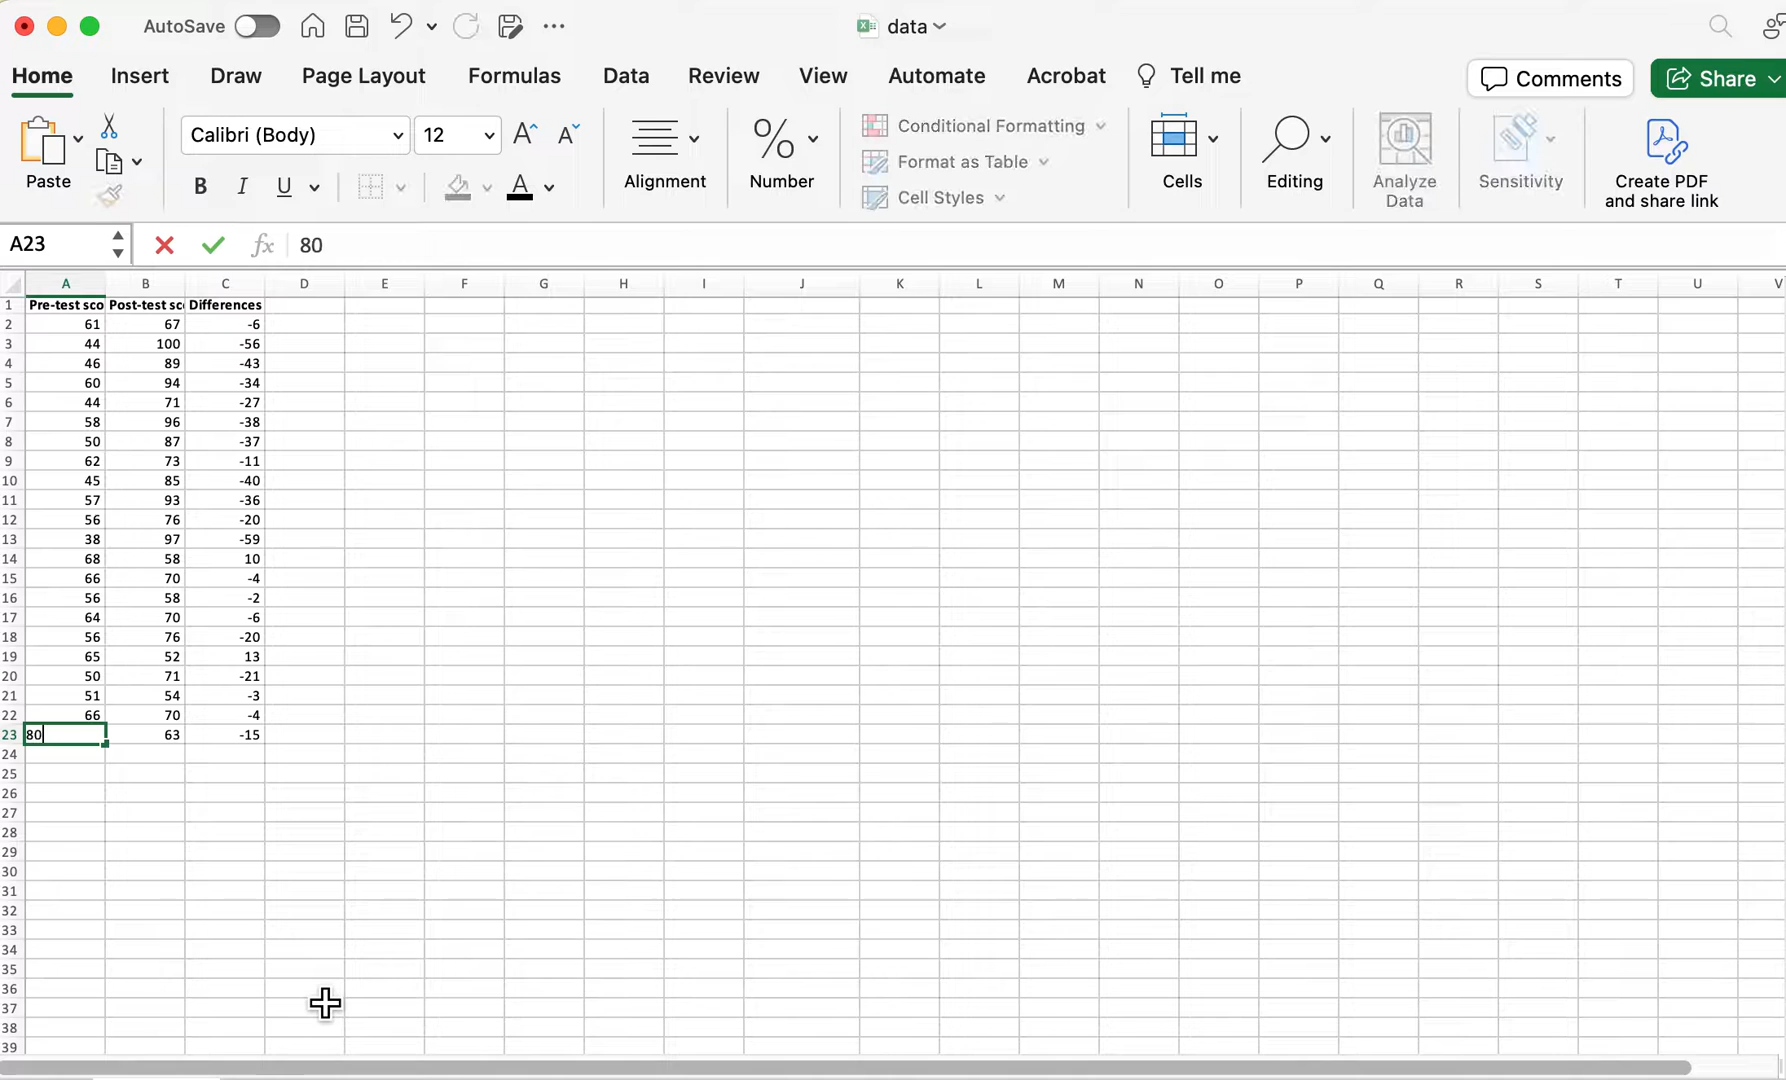 AutoSave data
Home Insert Draw Page Layout Formulas Data Review View Automate Acrobat Tell me Comments Share
Paste Calibri (Body) 12 A^ A˅ Alignment % Number Conditional Formatting Format as Table Cell Styles Cells Editing Analyze Data Sensitivity Create PDF and share link
B I U A
A23 fx 80
A B C D E F G H I J K L M N O P Q R S T U V
1 Pre-test sco Post-test sc Differences
2 61 67 -6
3 44 100 -56
4 46 89 -43
5 60 94 -34
6 44 71 -27
7 58 96 -38
8 50 87 -37
9 62 73 -11
10 45 85 -40
11 57 93 -36
12 56 76 -20
13 38 97 -59
14 68 58 10
15 66 70 -4
16 56 58 -2
17 64 70 -6
18 56 76 -20
19 65 52 13
20 50 71 -21
21 51 54 -3
22 66 70 -4
23 80 63 -15
24
25
26
27
28
29
30
31
32
33
34
35
36
37
38
39